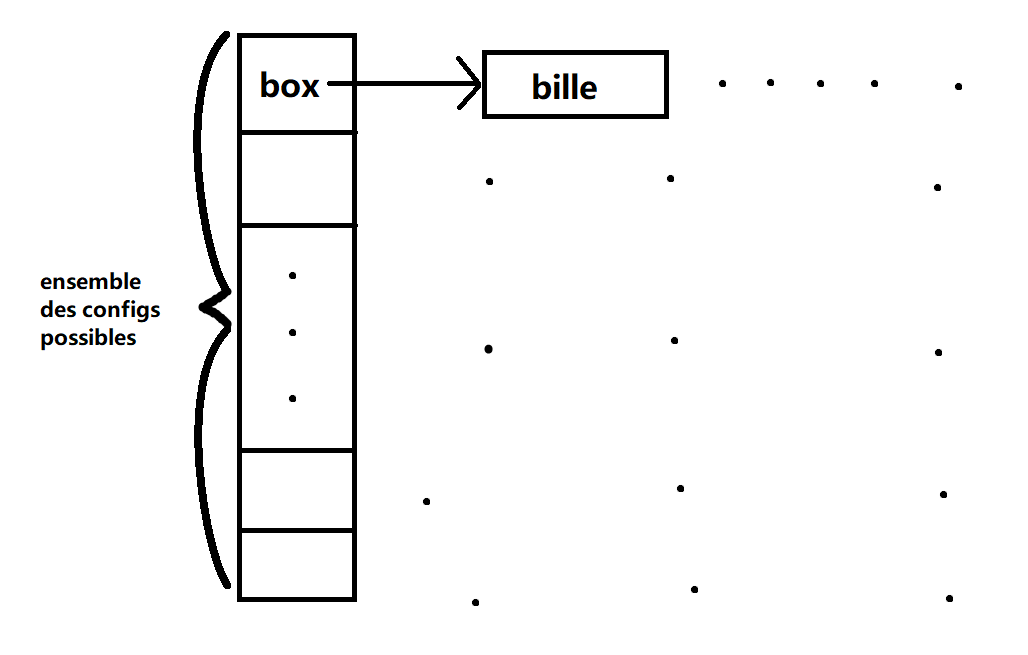 box
bille
ensemble
des configs
possibles